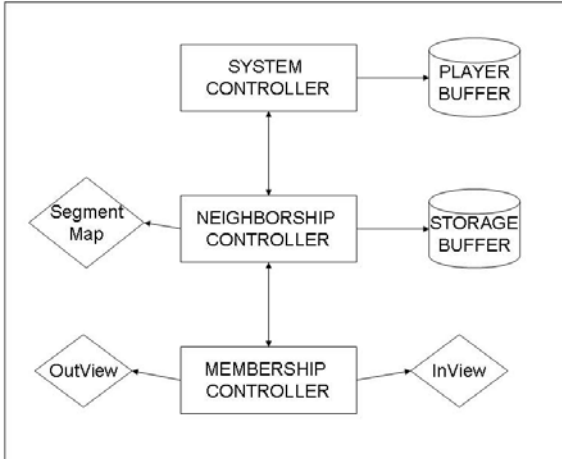 SYSTEM
CONTROLLER
PLAYER
BUFFER
Segment
Map
NEIGHBORSHIP
CONTROLLER
STORAGE
BUFFER
OutView
MEMBERSHIP
CONTROLLER
InView